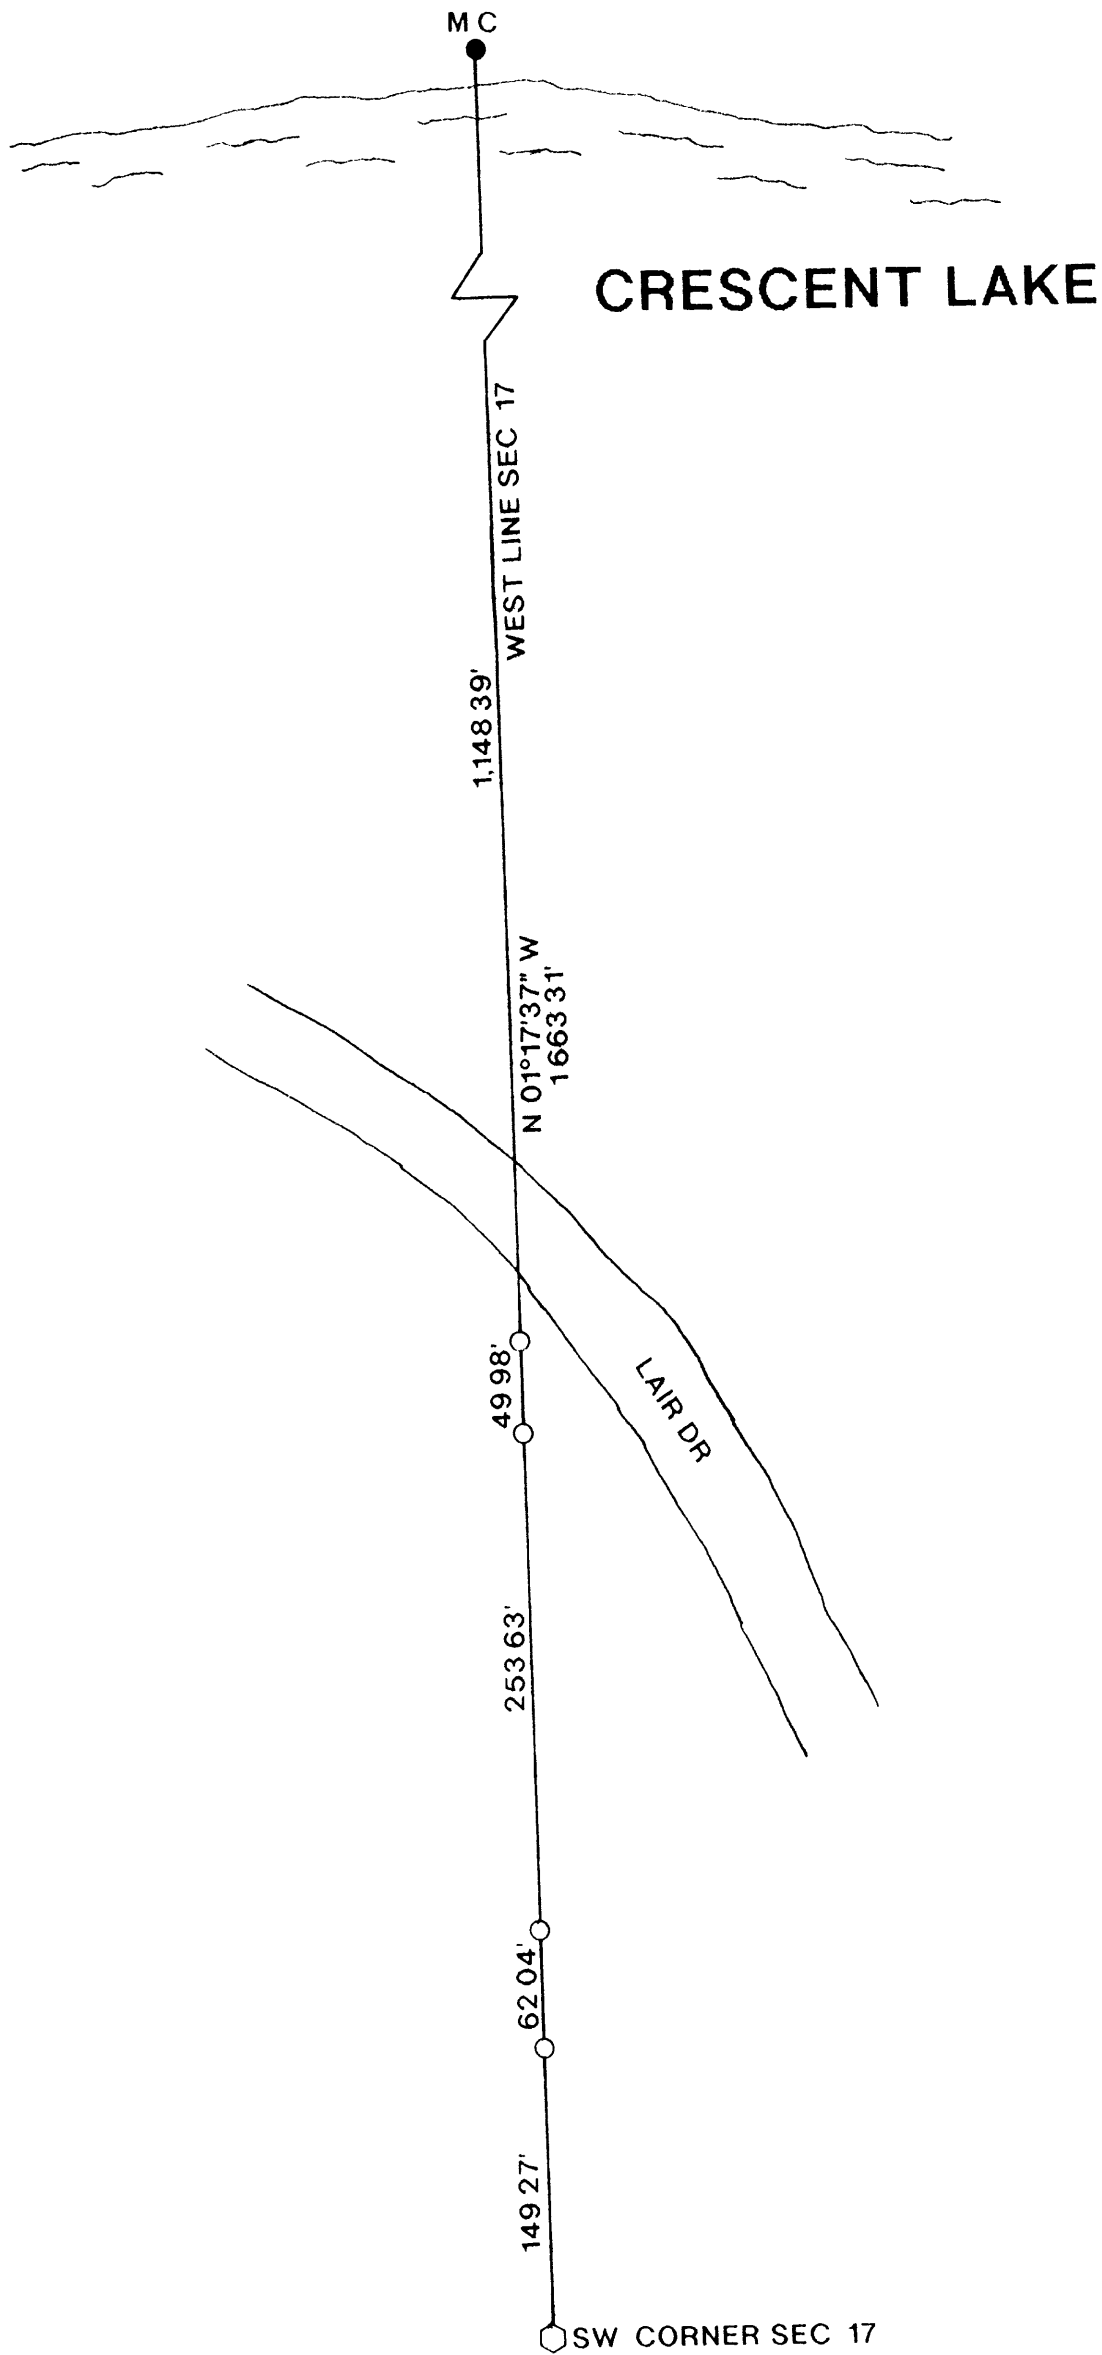 M C
CRESCENT LAKE
WEST LINE SEC 17
1,148 39'
N 01°17'37" W
1663 31'
49 98'
LAIR DR
253 63'
62 04'
149 27'
SW CORNER SEC 17